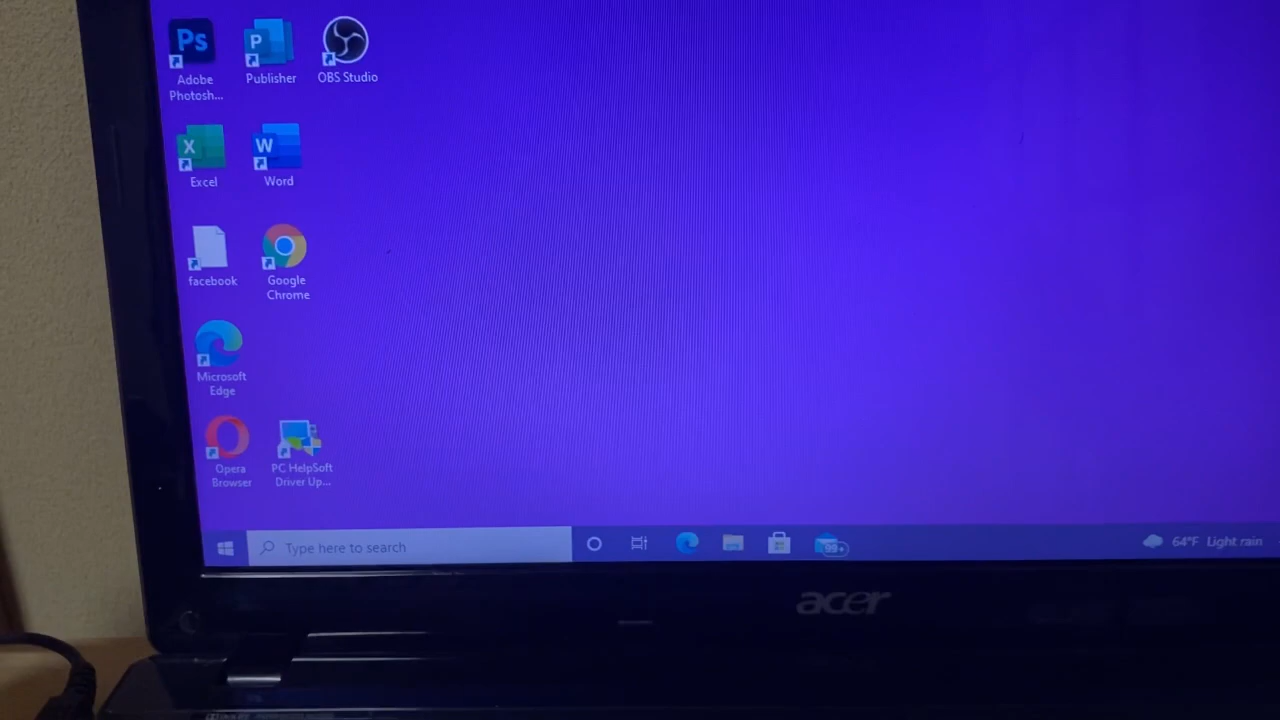 Ps
P
Adobe
Photosh...
Publisher
OBS Studio
X
W
Excel
Word
facebook
Google
Chrome
Microsoft
Edge
Opera
Browser
PC HelpSoft
Driver Up...
Type here to search
99+
64°F Light rain
acer